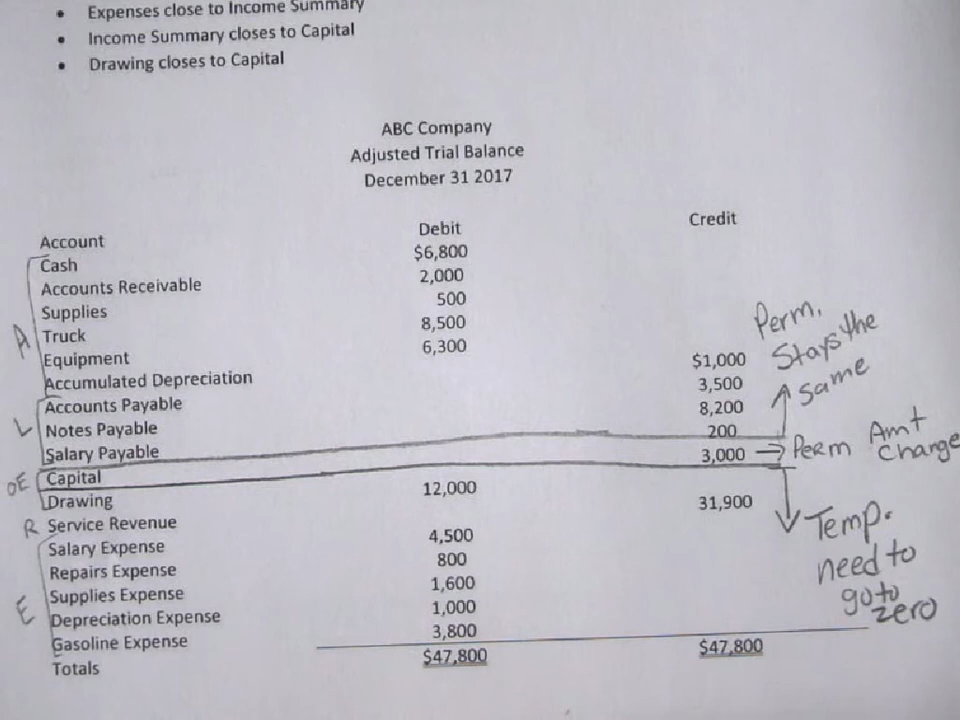 • Expenses close to Income Summary
• Income Summary closes to Capital
• Drawing closes to Capital
ABC Company
Adjusted Trial Balance
December 31 2017
Account Debit Credit
Cash $6,800
Accounts Receivable 2,000
Supplies 500
Truck 8,500
Equipment 6,300
Accumulated Depreciation $1,000
Accounts Payable 3,500
Notes Payable 8,200
Salary Payable 200
Capital 3,000
Drawing 12,000
Service Revenue 31,900
Salary Expense 4,500
Repairs Expense 800
Supplies Expense 1,600
Depreciation Expense 1,000
Gasoline Expense 3,800
Totals $47,800 $47,800
A
L
OE
R
E
Perm.
Stays the
same
Perm Amt
change
Temp.
need to
go to
zero